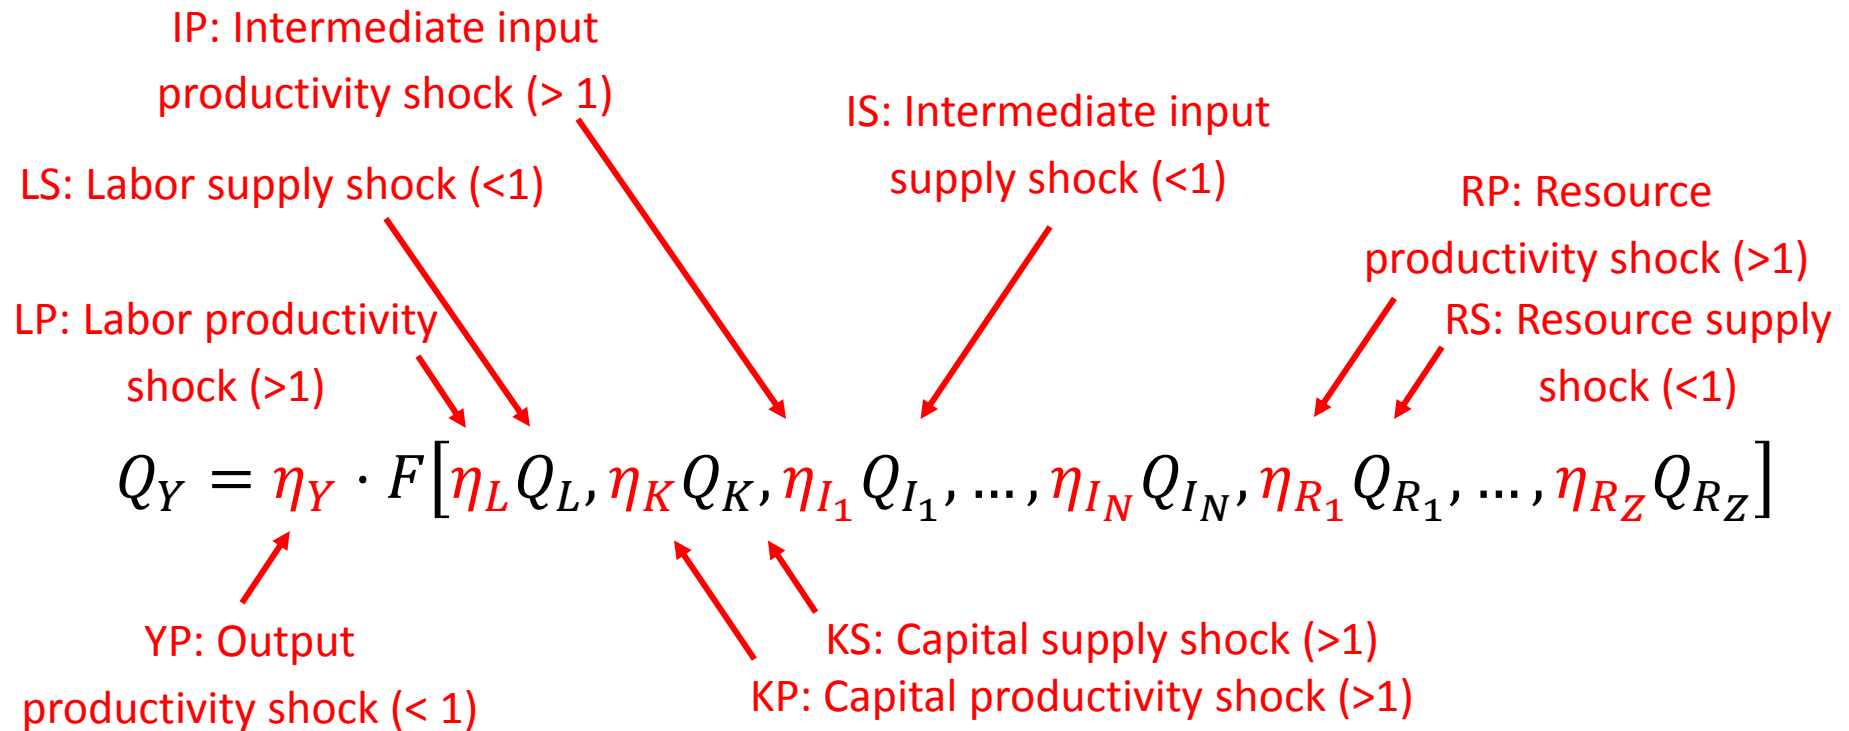 IP: Intermediate input
productivity shock (> 1)
IS: Intermediate input
supply shock (<1)
LS: Labor supply shock (<1)
RP: Resource
productivity shock (>1)
LP: Labor productivity
shock (>1)
RS: Resource supply
shock (<1)
Q_Y = η_Y · F[η_L Q_L, η_K Q_K, η_{I_1} Q_{I_1}, …, η_{I_N} Q_{I_N}, η_{R_1} Q_{R_1}, …, η_{R_Z} Q_{R_Z}]
YP: Output
productivity shock (< 1)
KS: Capital supply shock (>1)
KP: Capital productivity shock (>1)